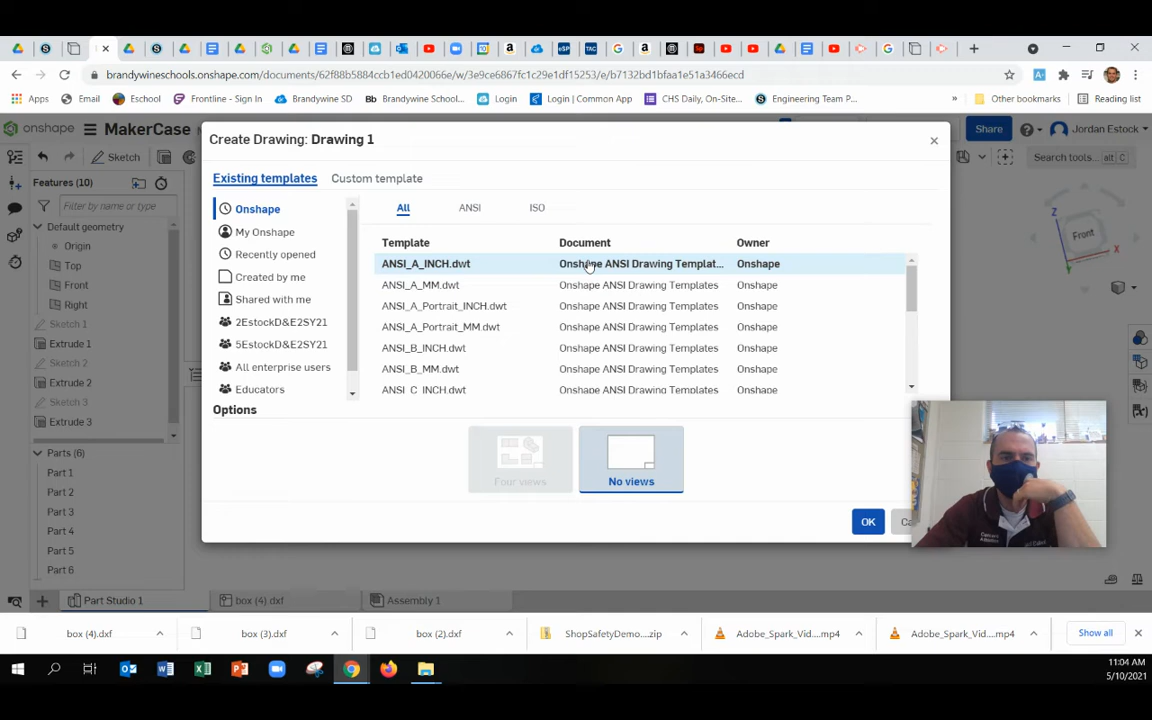 brandywineschools.onshape.com/documents/62f88b5884ccb1ed0420066e/w/3e9ce6867fc1c29e1df15253/e/b7132bd1bfaa1e51a3466ecd
Apps
Email
Eschool
Frontline - Sign In
Brandywine SD
Bb Brandywine School...
Login
Login | Common App
CHS Daily, On-Site...
Engineering Team P...
Other bookmarks
Reading list
onshape
MakerCase
Share
Jordan Estock
Sketch
Search tools...
alt C
Features (10)
Filter by name or type
Default geometry
Origin
Top
Front
Right
Sketch 1
Extrude 1
Sketch 2
Extrude 2
Sketch 3
Extrude 3
Parts (6)
Part 1
Part 2
Part 3
Part 4
Part 5
Part 6
Create Drawing: Drawing 1
Existing templates
Custom template
Onshape
My Onshape
Recently opened
Created by me
Shared with me
2EstockD&E2SY21
5EstockD&E2SY21
All enterprise users
Educators
All
ANSI
ISO
Template Document Owner
ANSI_A_INCH.dwt Onshape ANSI Drawing Templat... Onshape
ANSI_A_MM.dwt Onshape ANSI Drawing Templates Onshape
ANSI_A_Portrait_INCH.dwt Onshape ANSI Drawing Templates Onshape
ANSI_A_Portrait_MM.dwt Onshape ANSI Drawing Templates Onshape
ANSI_B_INCH.dwt Onshape ANSI Drawing Templates Onshape
ANSI_B_MM.dwt Onshape ANSI Drawing Templates Onshape
ANSI_C_INCH.dwt Onshape ANSI Drawing Templates Onshape
Options
Four views
No views
OK
Z
Front
X
Part Studio 1
box (4).dxf
Assembly 1
box (4).dxf
box (3).dxf
box (2).dxf
ShopSafetyDemo....zip
Adobe_Spark_Vid....mp4
Adobe_Spark_Vid....mp4
Show all
11:04 AM
5/10/2021